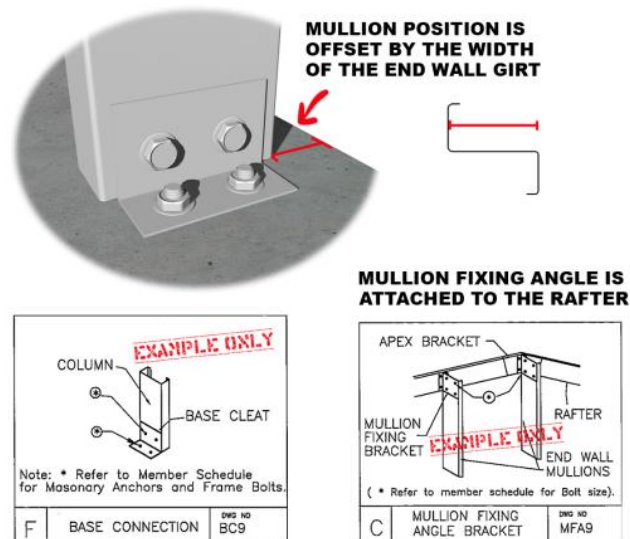 MULLION POSITION IS
OFFSET BY THE WIDTH
OF THE END WALL GIRT
MULLION FIXING ANGLE IS
ATTACHED TO THE RAFTER
EXAMPLE ONLY
COLUMN
BASE CLEAT
Note: * Refer to Member Schedule
for Masonary Anchors and Frame Bolts.
F
BASE CONNECTION
DWG NO
BC9
APEX BRACKET
RAFTER
MULLION
FIXING
BRACKET
EXAMPLE ONLY
END WALL
MULLIONS
( * Refer to member schedule for Bolt size).
C
MULLION FIXING
ANGLE BRACKET
DWG NO
MFA9